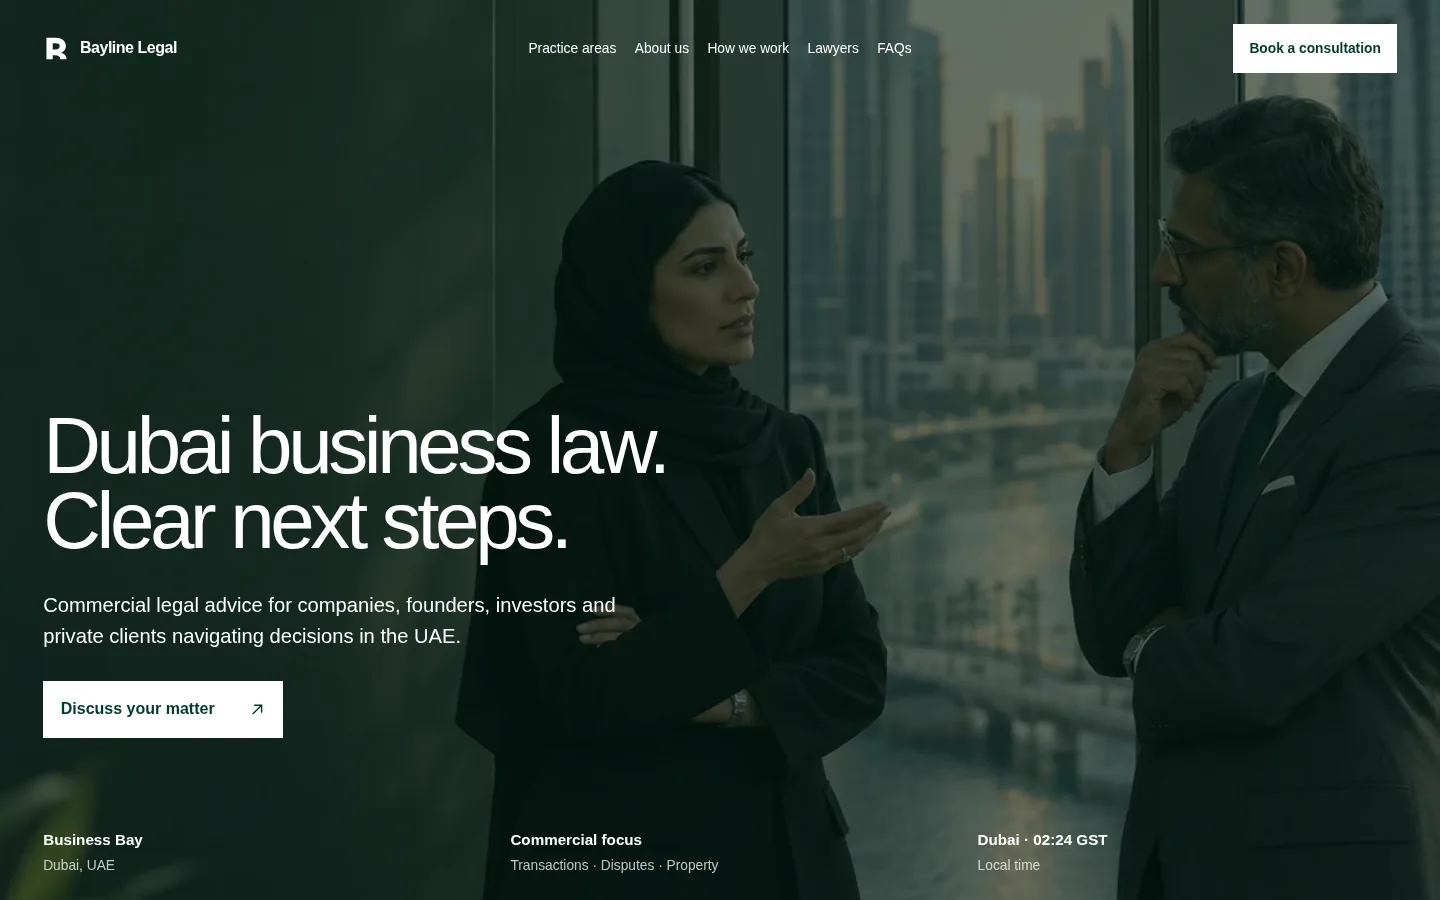 Bayline Legal
Practice areas
About us
How we work
Lawyers
FAQs
Book a consultation
Dubai business law.
Clear next steps.
Commercial legal advice for companies, founders, investors and
private clients navigating decisions in the UAE.
Discuss your matter
Business Bay
Dubai, UAE
Commercial focus
Transactions · Disputes · Property
Dubai · 02:24 GST
Local time